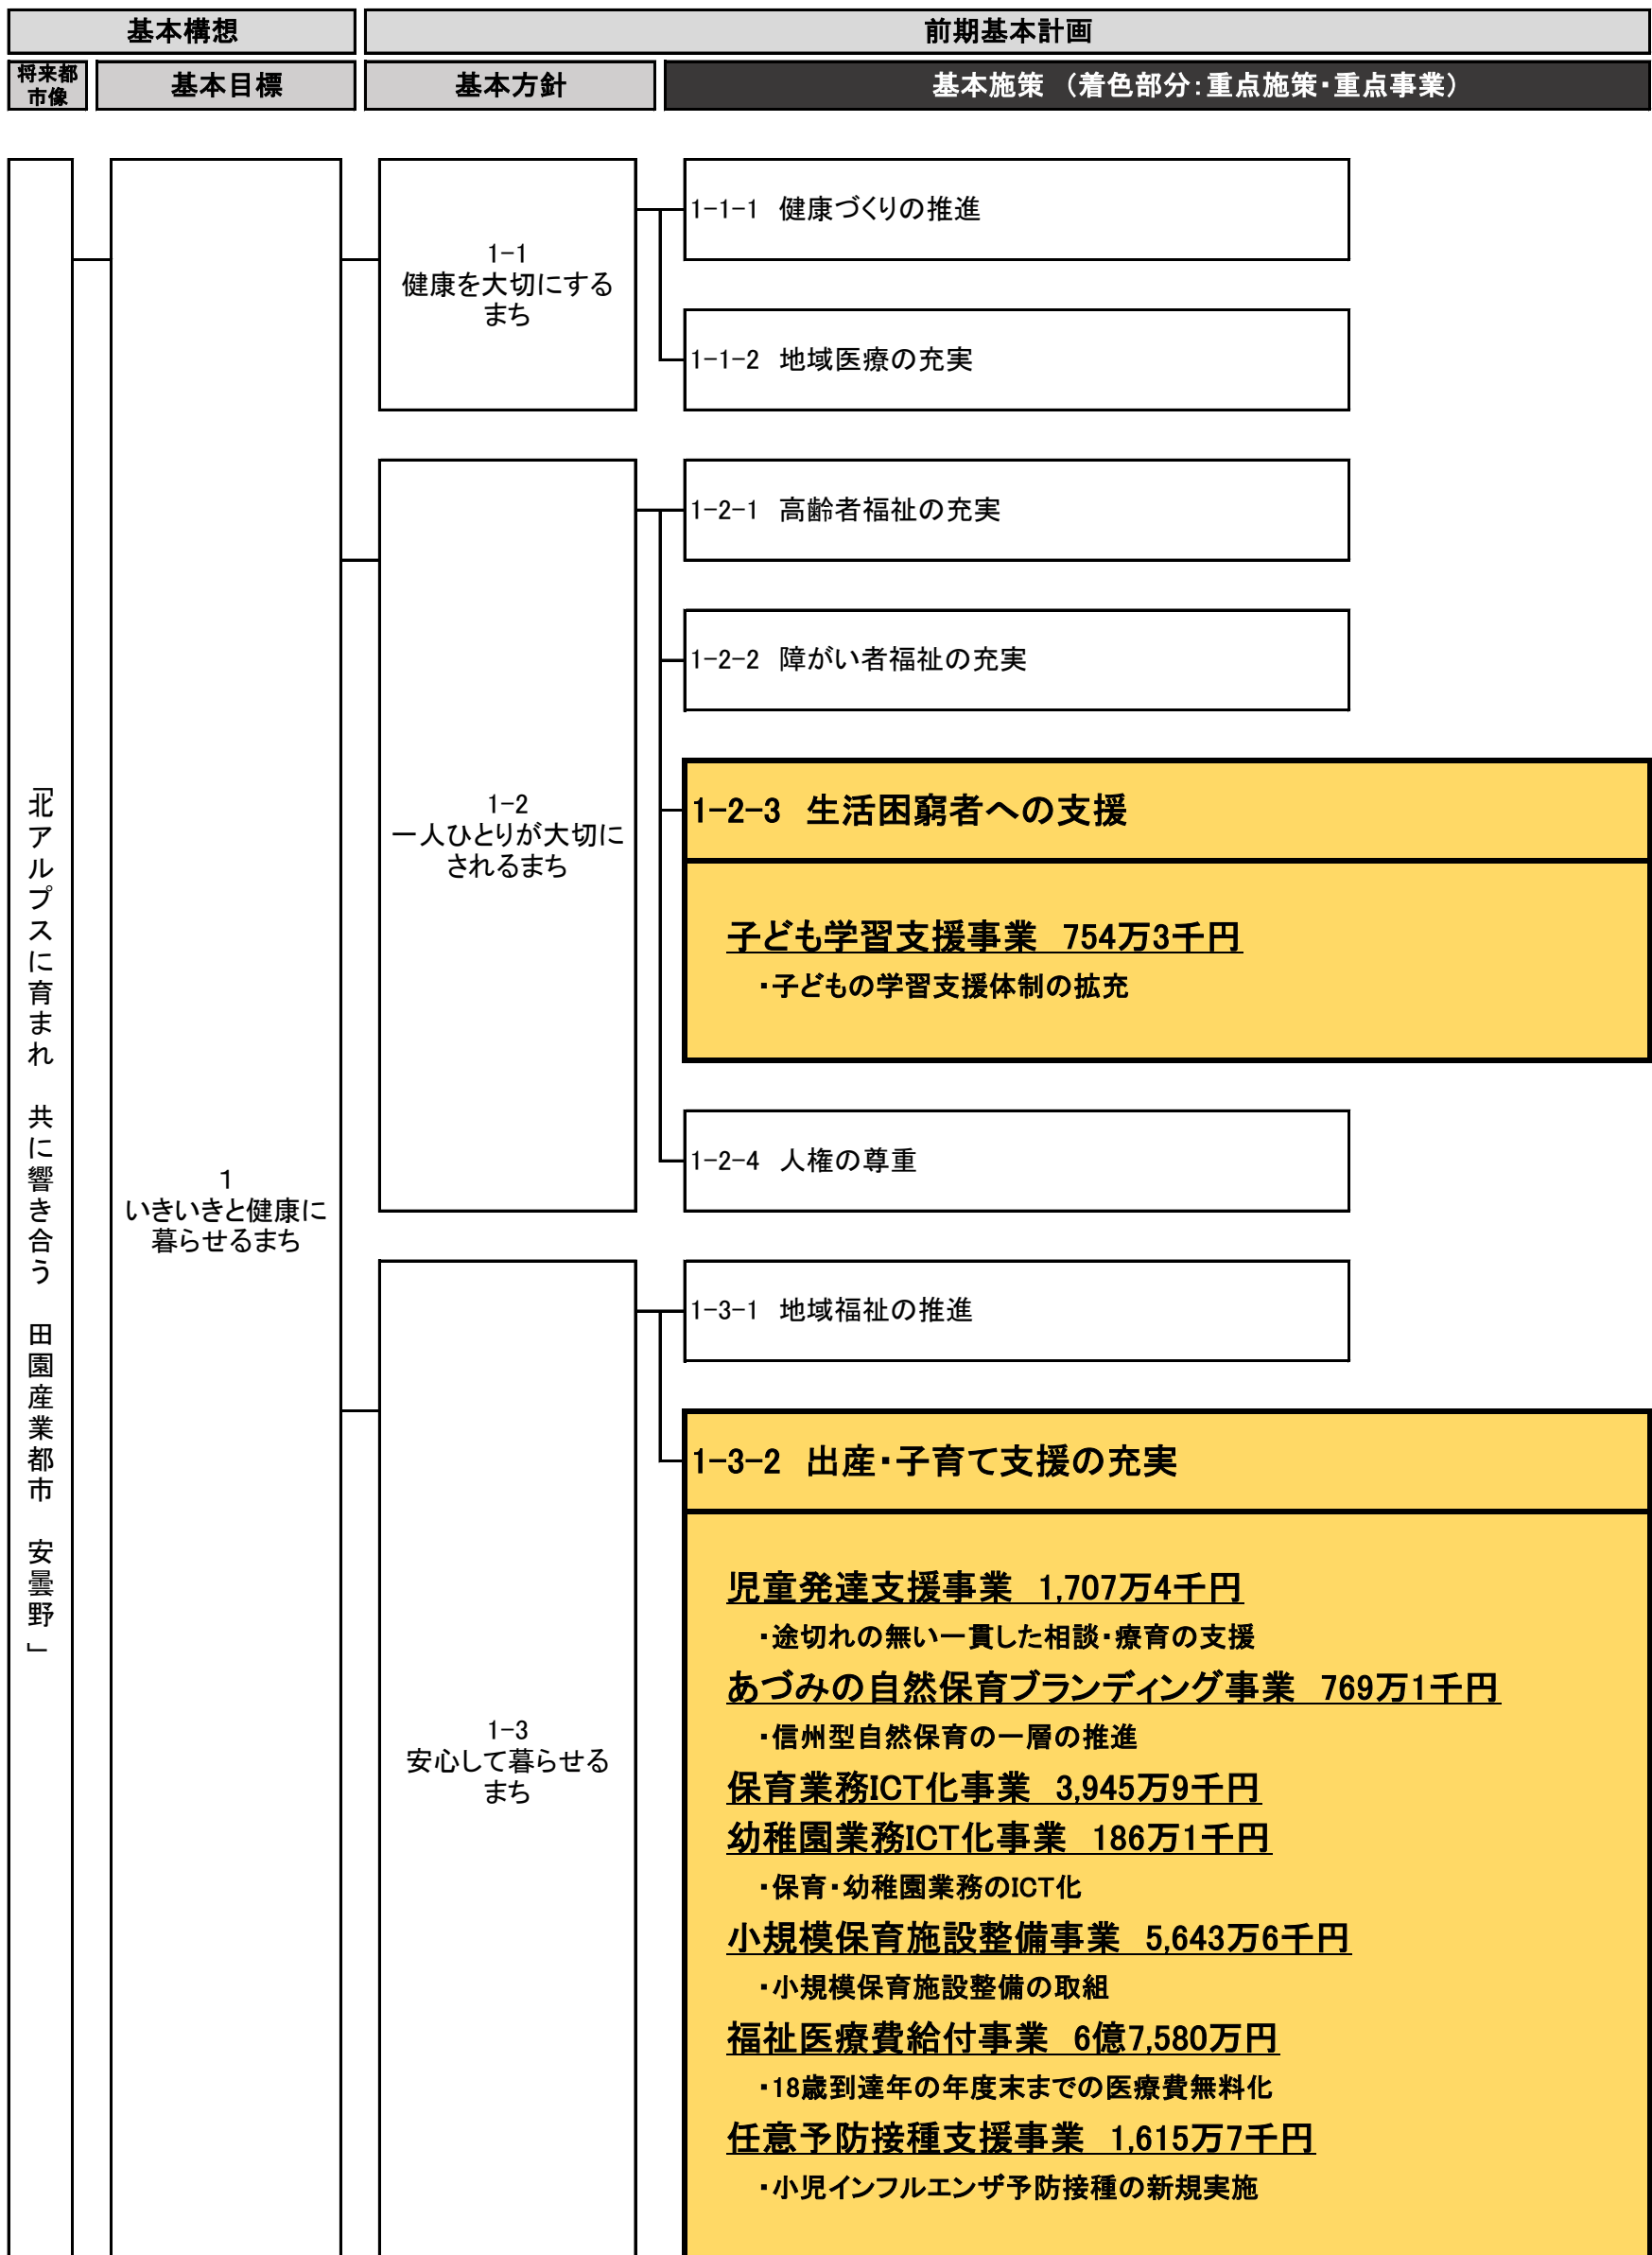 基本構想
前期基本計画
将来都
市像
基本目標
基本方針
基本施策 （着色部分：重点施策・重点事業）
「北アルプスに育まれ　共に響き合う　田園産業都市　安曇野」
1
いきいきと健康に
暮らせるまち
1-1
健康を大切にする
まち
1-1-1 健康づくりの推進
1-1-2 地域医療の充実
1-2
一人ひとりが大切に
されるまち
1-2-1 高齢者福祉の充実
1-2-2 障がい者福祉の充実
1-2-3 生活困窮者への支援
子ども学習支援事業　754万3千円
・子どもの学習支援体制の拡充
1-2-4 人権の尊重
1-3
安心して暮らせる
まち
1-3-1 地域福祉の推進
1-3-2 出産・子育て支援の充実
児童発達支援事業　1,707万4千円
・途切れの無い一貫した相談・療育の支援
あづみの自然保育ブランディング事業　769万1千円
・信州型自然保育の一層の推進
保育業務ICT化事業　3,945万9千円
幼稚園業務ICT化事業　186万1千円
・保育・幼稚園業務のICT化
小規模保育施設整備事業　5,643万6千円
・小規模保育施設整備の取組
福祉医療費給付事業　6億7,580万円
・18歳到達年の年度末までの医療費無料化
任意予防接種支援事業　1,615万7千円
・小児インフルエンザ予防接種の新規実施